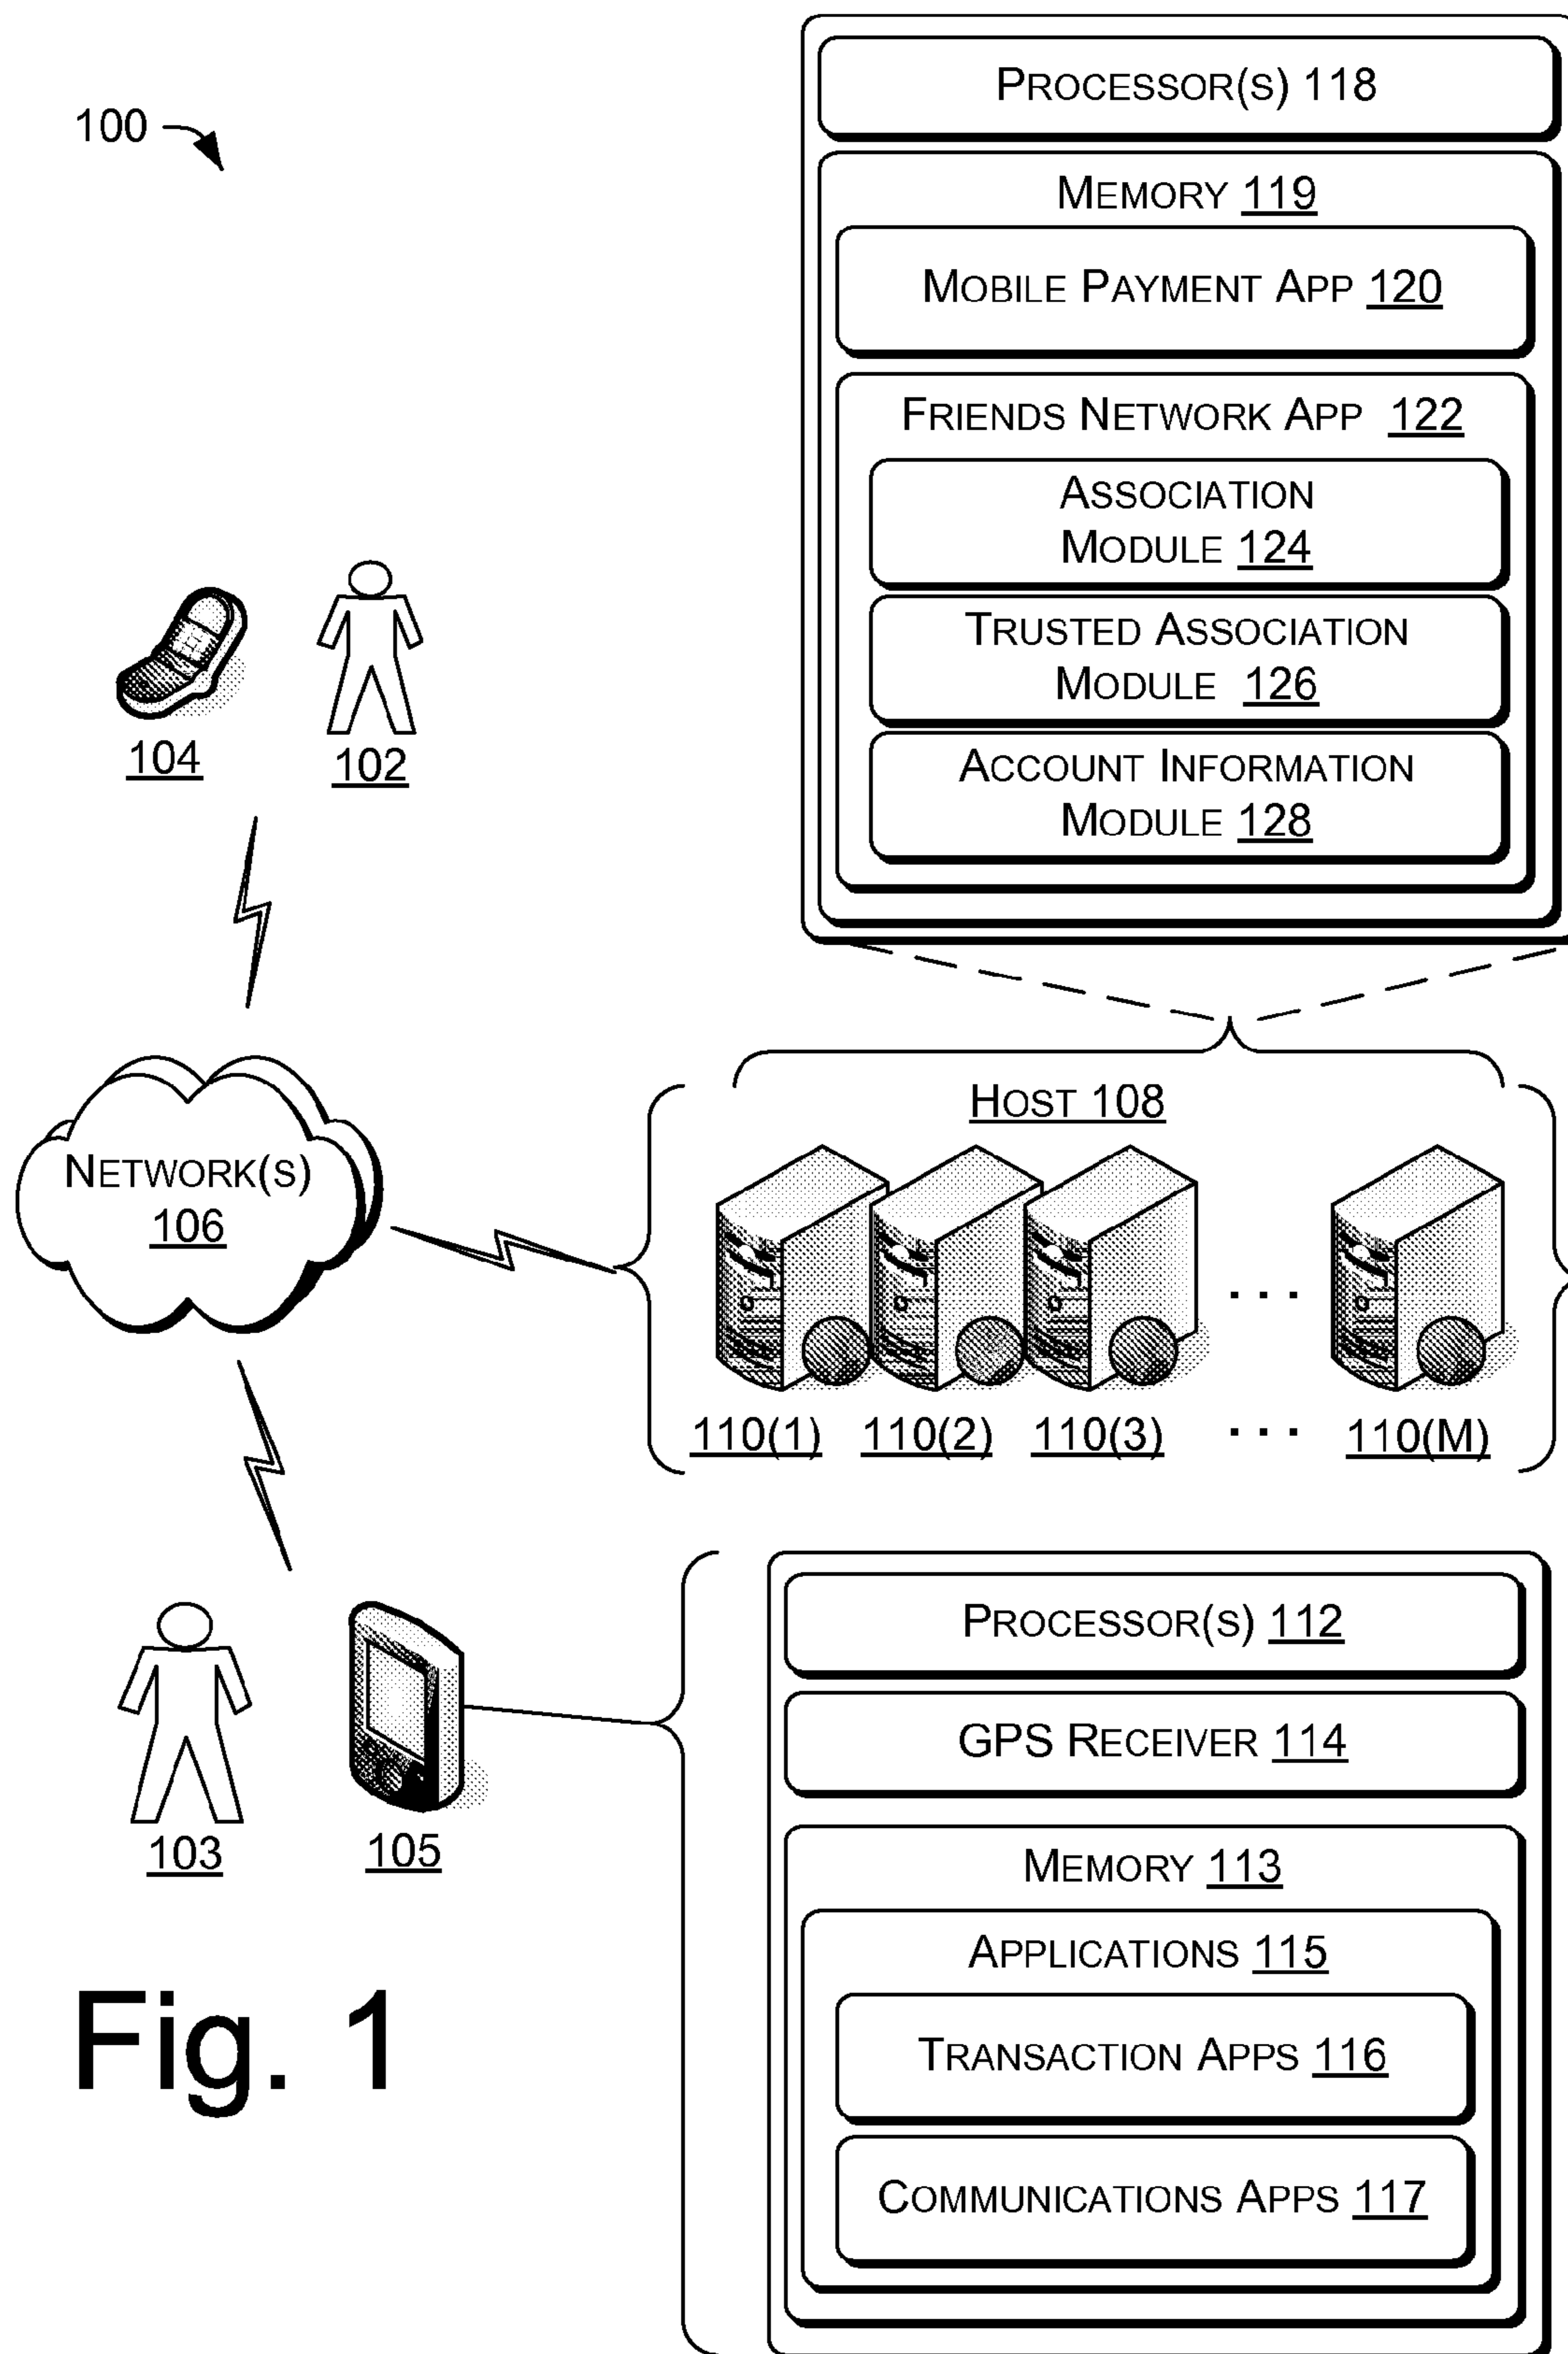 100
PROCESSOR(S) 118
MEMORY 119
MOBILE PAYMENT APP 120
FRIENDS NETWORK APP 122
ASSOCIATION
MODULE 124
TRUSTED ASSOCIATION
MODULE 126
ACCOUNT INFORMATION
MODULE 128
104
102
NETWORK(S)
106
HOST 108
. . .
110(1) 110(2) 110(3) . . . 110(M)
103
105
PROCESSOR(S) 112
GPS RECEIVER 114
MEMORY 113
APPLICATIONS 115
TRANSACTION APPS 116
COMMUNICATIONS APPS 117
Fig. 1